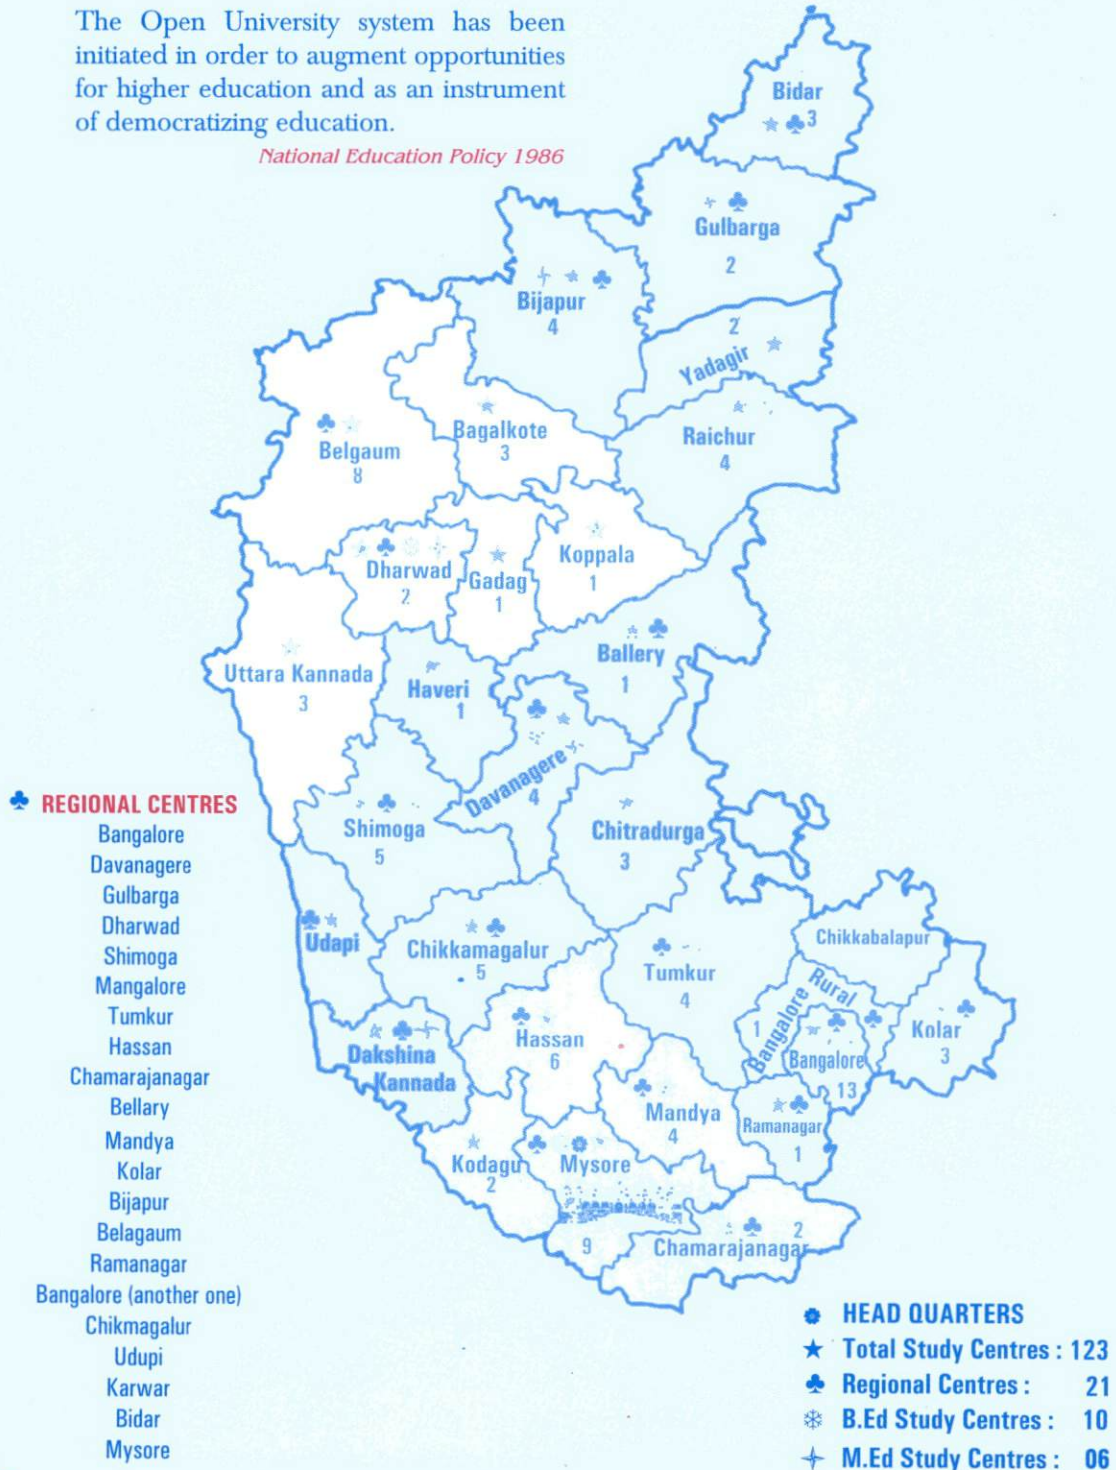 The Open University system has been
initiated in order to augment opportunities
for higher education and as an instrument
of democratizing education.
National Education Policy 1986
Bidar
3
Gulbarga
2
Bijapur
4
2
Yadagir
Raichur
4
Bagalkote
3
Belgaum
8
Koppala
1
Dharwad
2
Gadag
1
Ballery
1
Uttara Kannada
3
Haveri
1
Davanagere
4
Shimoga
5
Chitradurga
3
Udapi
Chikkamagalur
5
Tumkur
4
Chikkabalapur
Bangalore Rural
1
Kolar
3
Bangalore
13
Hassan
6
Dakshina
Kannada
Mandya
4
Ramanagar
1
Kodagu
2
Mysore
9
Chamarajanagar
2
REGIONAL CENTRES
Bangalore
Davanagere
Gulbarga
Dharwad
Shimoga
Mangalore
Tumkur
Hassan
Chamarajanagar
Bellary
Mandya
Kolar
Bijapur
Belagaum
Ramanagar
Bangalore (another one)
Chikmagalur
Udupi
Karwar
Bidar
Mysore
HEAD QUARTERS
Total Study Centres : 123
Regional Centres : 21
B.Ed Study Centres : 10
M.Ed Study Centres : 06